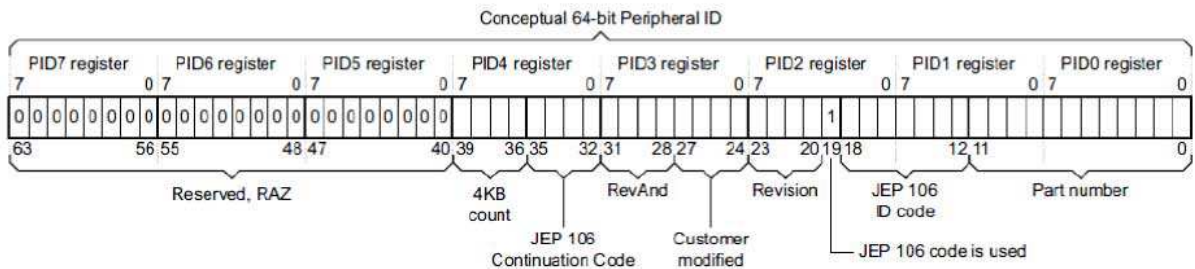 Conceptual 64-bit Peripheral ID
PID7 register PID6 register PID5 register PID4 register PID3 register PID2 register PID1 register PID0 register
7 0 7 0 7 0 7 0 7 0 7 0 7 0 7 0
0 0 0 0 0 0 0 0 0 0 0 0 0 0 0 0 0 0 0 0 0 0 0 0 1
63 56 55 48 47 40 39 36 35 32 31 28 27 24 23 20 19 18 12 11 0
Reserved, RAZ 4KB count RevAnd Revision JEP 106 ID code Part number
JEP 106 Continuation Code Customer modified JEP 106 code is used